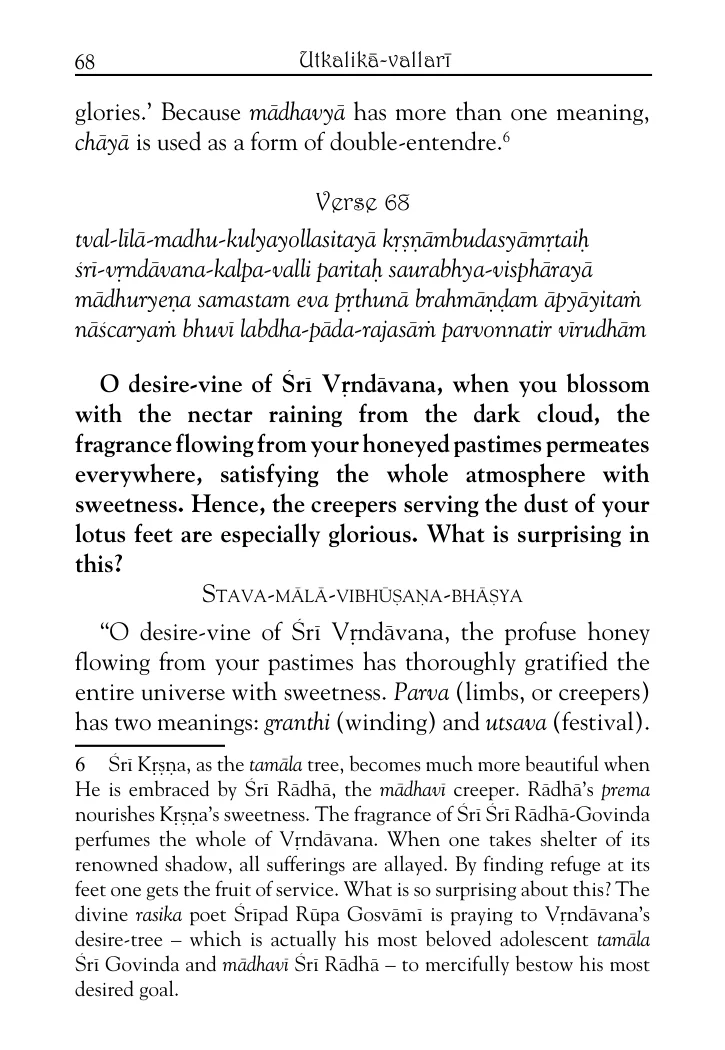 68 Utkalikā-vallarī
glories.’ Because mādhavyā has more than one meaning,
chāyā is used as a form of double-entendre.6
Verse 68
tval-līlā-madhu-kulyayollasitayā kṛṣṇāmbudasyāmṛtaiḥ
śrī-vṛndāvana-kalpa-valli paritaḥ saurabhya-visphārayā
mādhuryeṇa samastam eva pṛthunā brahmāṇḍam āpyāyitaṁ
nāścaryaṁ bhuvi labdha-pāda-rajasāṁ parvonnatir vīrudhām
O desire-vine of Śrī Vṛndāvana, when you blossom
with the nectar raining from the dark cloud, the
fragrance flowing from your honeyed pastimes permeates
everywhere, satisfying the whole atmosphere with
sweetness. Hence, the creepers serving the dust of your
lotus feet are especially glorious. What is surprising in
this?
Stava-mālā-vibhūṣaṇa-bhāṣya
“O desire-vine of Śrī Vṛndāvana, the profuse honey
flowing from your pastimes has thoroughly gratified the
entire universe with sweetness. Parva (limbs, or creepers)
has two meanings: granthi (winding) and utsava (festival).
6 Śrī Kṛṣṇa, as the tamāla tree, becomes much more beautiful when
He is embraced by Śrī Rādhā, the mādhavī creeper. Rādhā’s prema
nourishes Kṛṣṇa’s sweetness. The fragrance of Śrī Śrī Rādhā-Govinda
perfumes the whole of Vṛndāvana. When one takes shelter of its
renowned shadow, all sufferings are allayed. By finding refuge at its
feet one gets the fruit of service. What is so surprising about this? The
divine rasika poet Śrīpad Rūpa Gosvāmī is praying to Vṛndāvana’s
desire-tree – which is actually his most beloved adolescent tamāla
Śrī Govinda and mādhavī Śrī Rādhā – to mercifully bestow his most
desired goal.